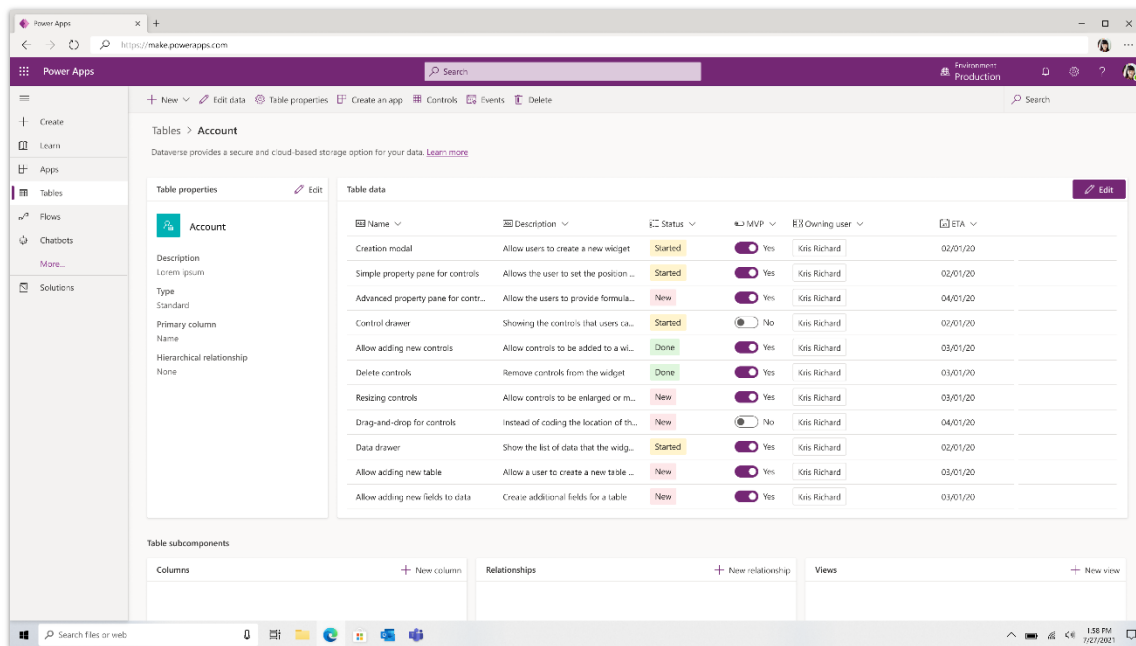 Power Apps
https://make.powerapps.com
Power Apps
Search
Environment
Production
New
Edit data
Table properties
Create an app
Controls
Events
Delete
Search
Create
Learn
Apps
Tables
Flows
Chatbots
More...
Solutions
Tables > Account
Dataverse provides a secure and cloud-based storage option for your data. Learn more
Table properties
Edit
Account
Description
Lorem ipsum
Type
Standard
Primary column
Name
Hierarchical relationship
None
Table data
Edit
Name Description Status MVP Owning user ETA
Creation modal Allow users to create a new widget Started Yes Kris Richard 02/01/20
Simple property pane for controls Allows the user to set the position ... Started Yes Kris Richard 02/01/20
Advanced property pane for contr... Allow the users to provide formula... New Yes Kris Richard 04/01/20
Control drawer Showing the controls that users ca... Started No Kris Richard 02/01/20
Allow adding new controls Allow controls to be added to a wi... Done Yes Kris Richard 03/01/20
Delete controls Remove controls from the widget Done Yes Kris Richard 03/01/20
Resizing controls Allow controls to be enlarged or m... New Yes Kris Richard 03/01/20
Drag-and-drop for controls Instead of coding the location of th... New No Kris Richard 04/01/20
Data drawer Show the list of data that the widg... Started Yes Kris Richard 02/01/20
Allow adding new table Allow a user to create a new table ... New Yes Kris Richard 03/01/20
Allow adding new fields to data Create additional fields for a table New Yes Kris Richard 03/01/20
Table subcomponents
Columns
New column
Relationships
New relationship
Views
New view
Search files or web
1:58 PM
7/27/2021